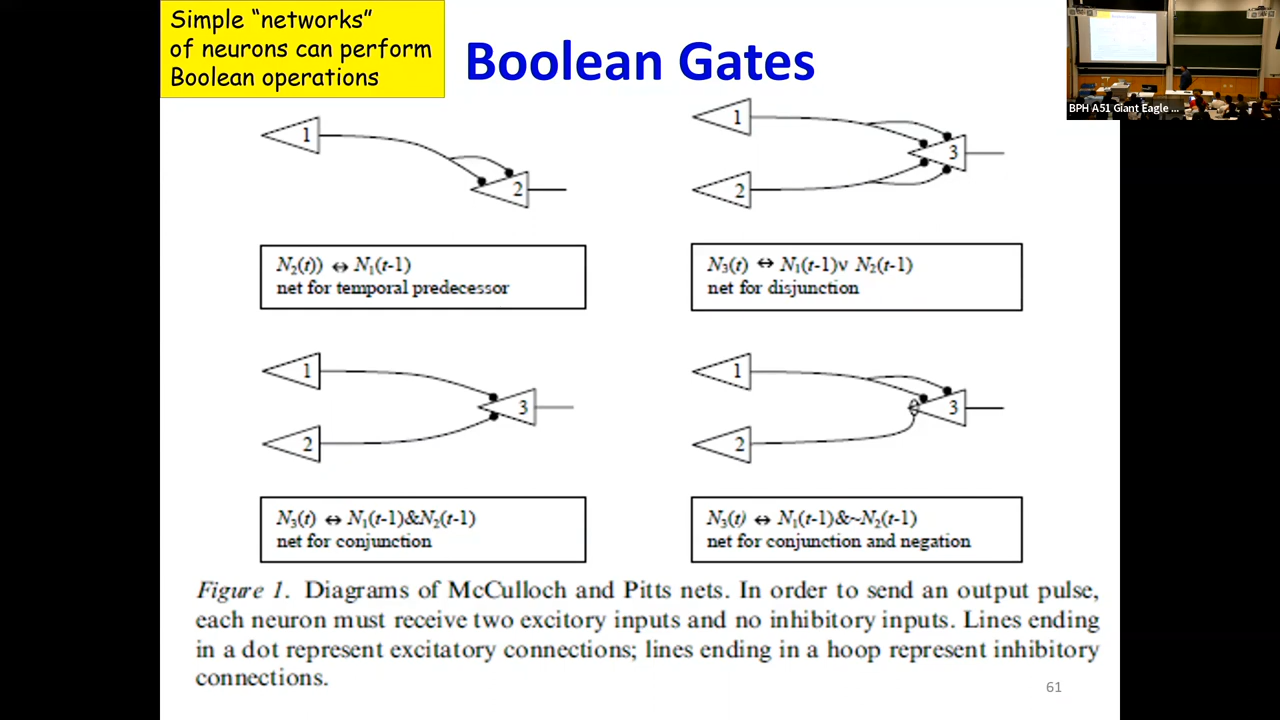 Simple “networks”
of neurons can perform
Boolean operations
Boolean Gates
BPH A51 Giant Eagle ...
1
2
N₂(t)) ↔ N₁(t-1)
net for temporal predecessor
1
2
3
N₃(t) ↔ N₁(t-1)v N₂(t-1)
net for disjunction
1
2
3
N₃(t) ↔ N₁(t-1)&N₂(t-1)
net for conjunction
1
2
3
N₃(t) ↔ N₁(t-1)&~N₂(t-1)
net for conjunction and negation
Figure 1. Diagrams of McCulloch and Pitts nets. In order to send an output pulse,
each neuron must receive two excitory inputs and no inhibitory inputs. Lines ending
in a dot represent excitatory connections; lines ending in a hoop represent inhibitory
connections.
61